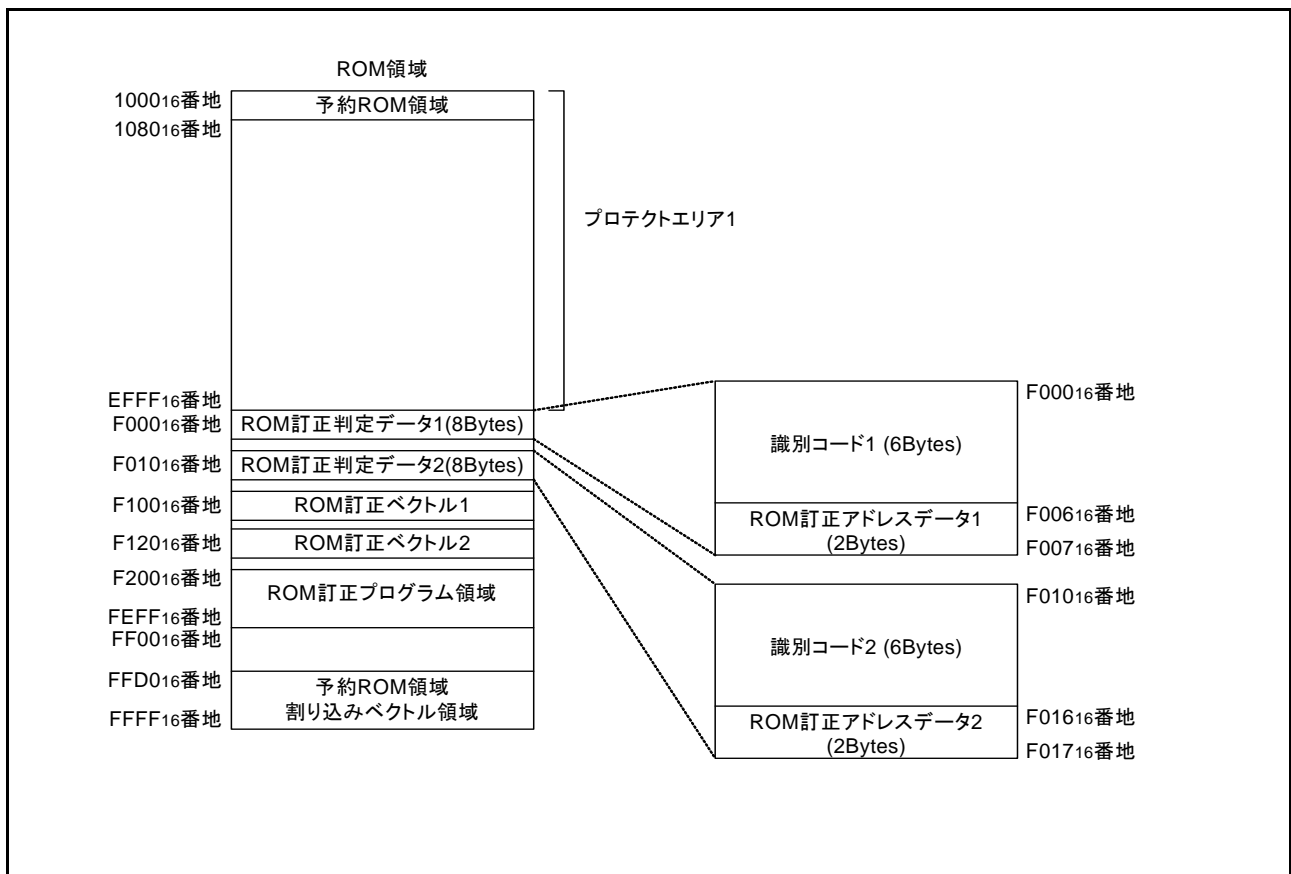 ROM領域
100016番地
予約ROM領域
108016番地
プロテクトエリア1
EFFF16番地
F00016番地
ROM訂正判定データ1(8Bytes)
F01016番地
ROM訂正判定データ2(8Bytes)
F10016番地
ROM訂正ベクトル1
F12016番地
ROM訂正ベクトル2
F20016番地
ROM訂正プログラム領域
FEFF16番地
FF0016番地
FFD016番地
予約ROM領域
割り込みベクトル領域
FFFF16番地
F00016番地
識別コード1 (6Bytes)
ROM訂正アドレスデータ1
(2Bytes)
F00616番地
F00716番地
F01016番地
識別コード2 (6Bytes)
ROM訂正アドレスデータ2
(2Bytes)
F01616番地
F01716番地